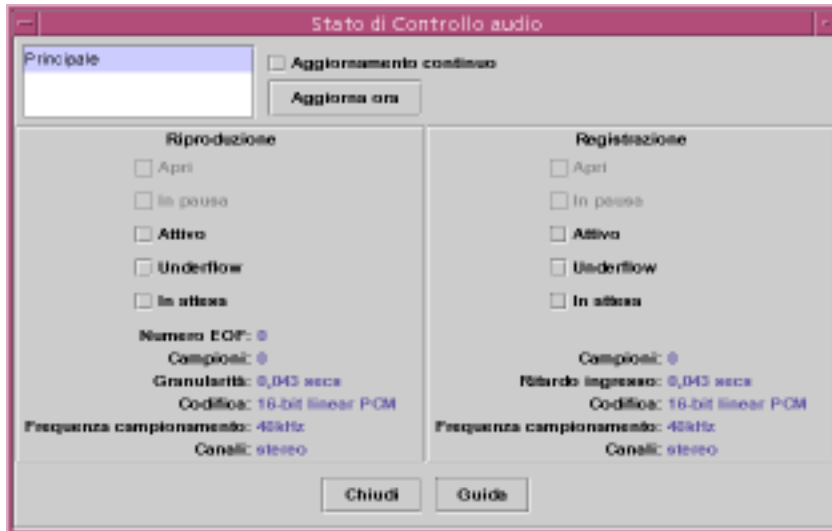 Stato di Controllo audio
Principale
Aggiornamento continuo
Aggiorna ora
Riproduzione
Apri
In pausa
Attivo
Underflow
In attesa
Numero EOF: 0
Campioni: 0
Granularità: 0,043 secs
Codifica: 16-bit linear PCM
Frequenza campionamento: 48kHz
Canali: stereo
Registrazione
Apri
In pausa
Attivo
Underflow
In attesa
Campioni: 0
Ritardo ingresso: 0,043 secs
Codifica: 16-bit linear PCM
Frequenza campionamento: 48kHz
Canali: stereo
Chiudi
Guida